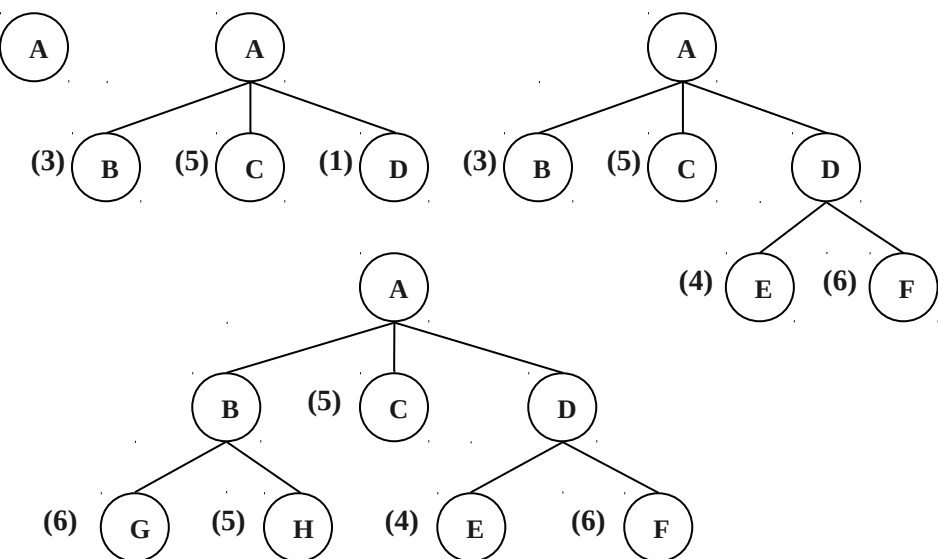 A A A
(3) B (5) C (1) D (3) B (5) C D
(4) E (6) F
A
B (5) C D
(6) G (5) H (4) E (6) F